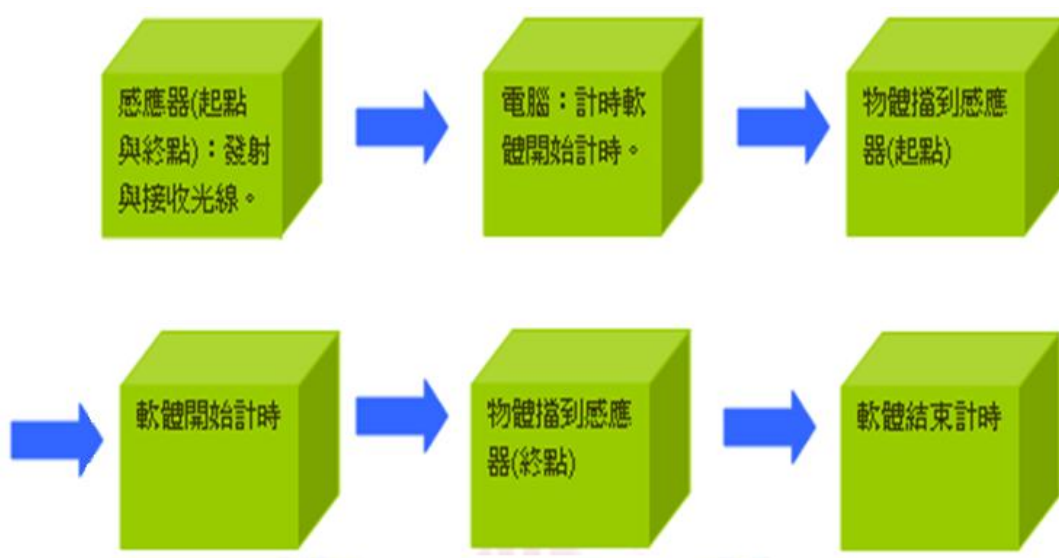 感應器(起點
與終點)：發射
與接收光線。
電腦：計時軟
體開始計時。
物體擋到感應
器(起點)
軟體開始計時
物體擋到感應
器(終點)
軟體結束計時